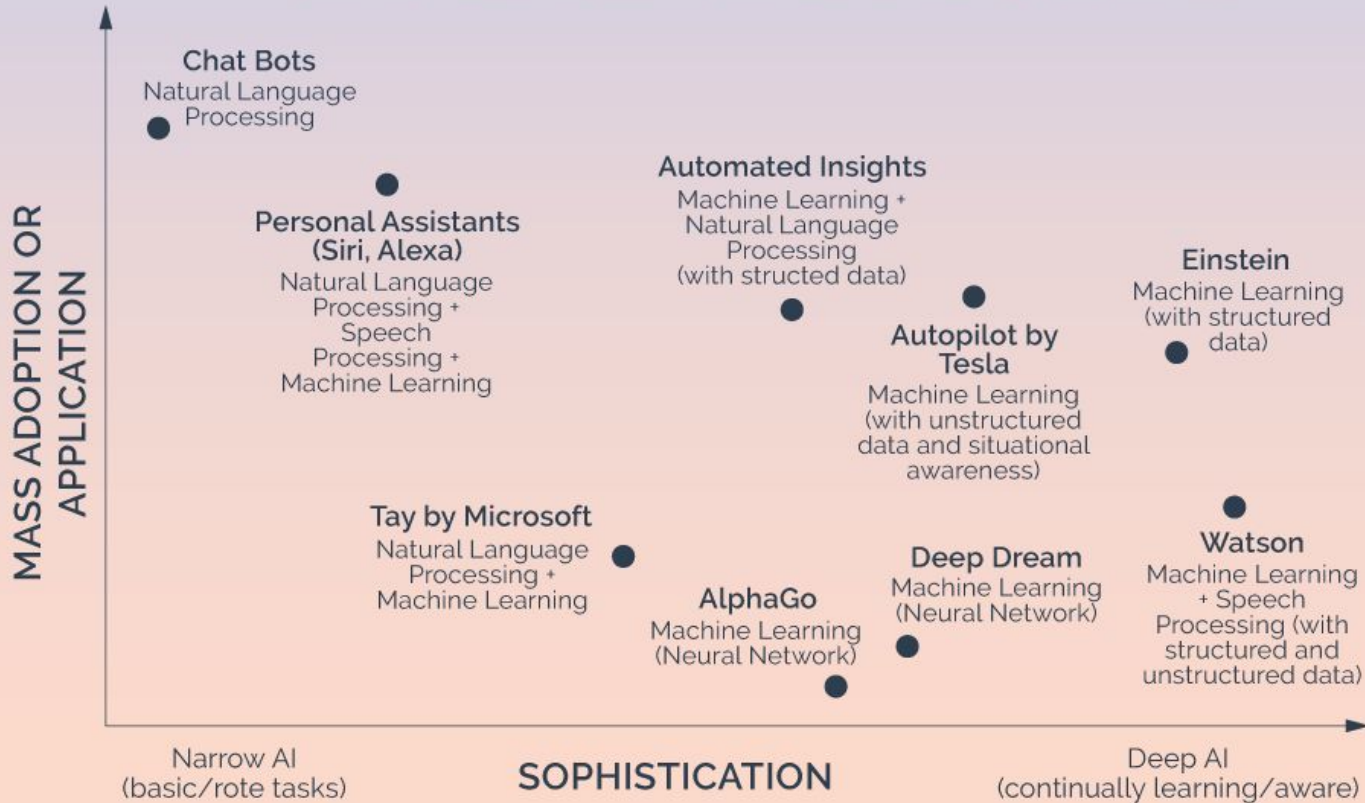 MASS ADOPTION OR
APPLICATION
Chat Bots
Natural Language
Processing
Personal Assistants
(Siri, Alexa)
Natural Language
Processing +
Speech
Processing +
Machine Learning
Automated Insights
Machine Learning +
Natural Language
Processing
(with structed data)
Autopilot by
Tesla
Machine Learning
(with unstructured
data and situational
awareness)
Einstein
Machine Learning
(with structured
data)
Tay by Microsoft
Natural Language
Processing +
Machine Learning
AlphaGo
Machine Learning
(Neural Network)
Deep Dream
Machine Learning
(Neural Network)
Watson
Machine Learning
+ Speech
Processing (with
structured and
unstructured data)
Narrow AI
(basic/rote tasks)
SOPHISTICATION
Deep AI
(continually learning/aware)